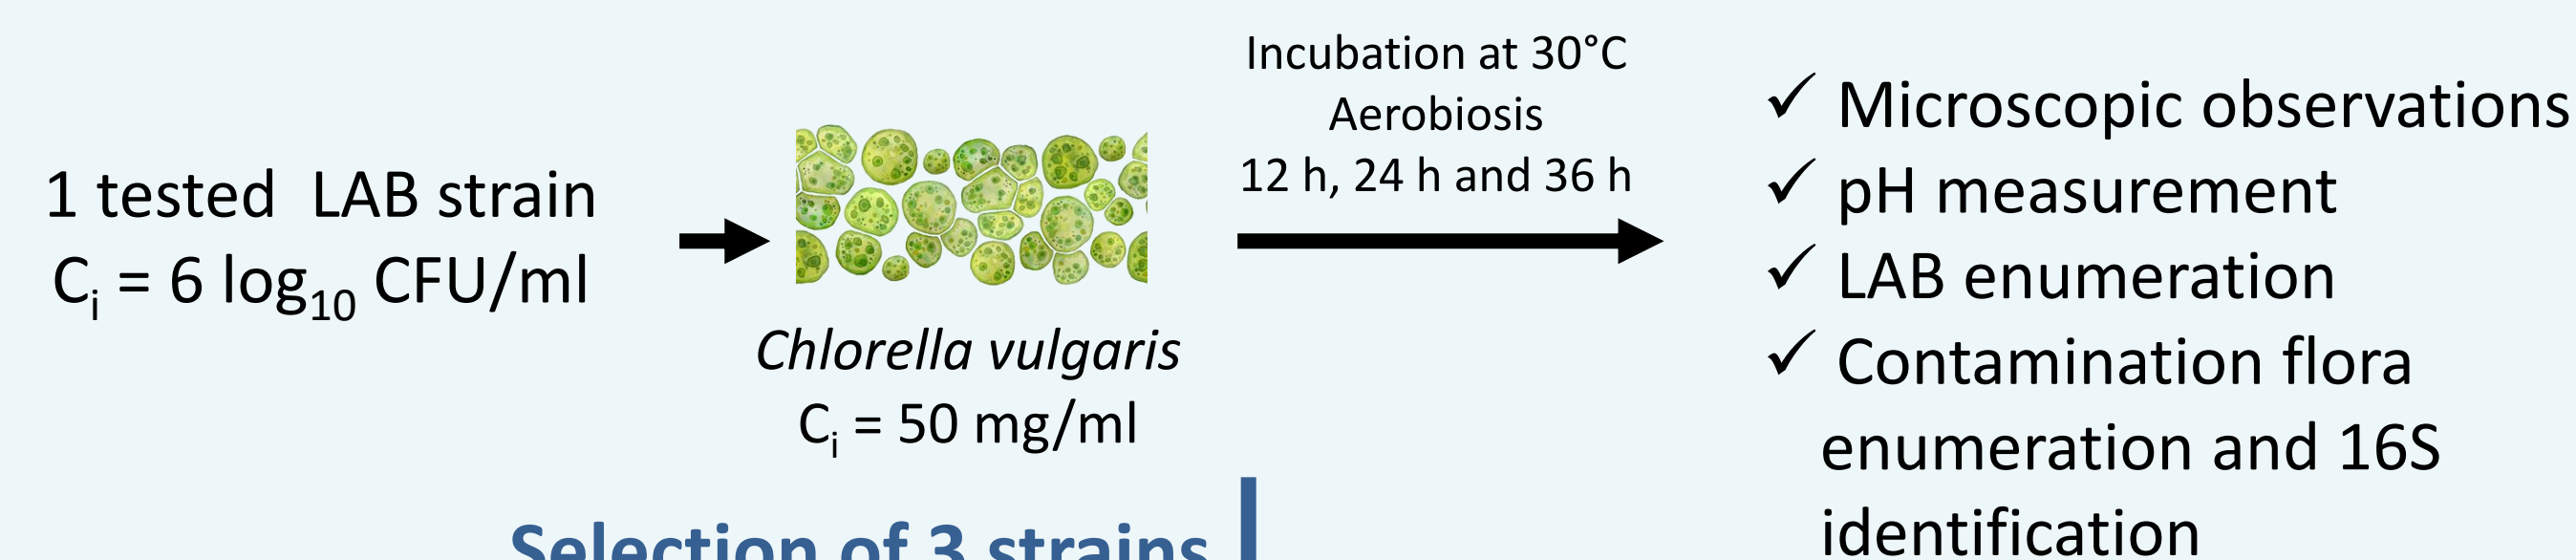 1 tested LAB strain
Cᵢ = 6 log₁₀ CFU/ml
Chlorella vulgaris
Cᵢ = 50 mg/ml
Incubation at 30°C
Aerobiosis
12 h, 24 h and 36 h
✓ Microscopic observations
✓ pH measurement
✓ LAB enumeration
✓ Contamination flora
enumeration and 16S
identification
Selection of 3 strains